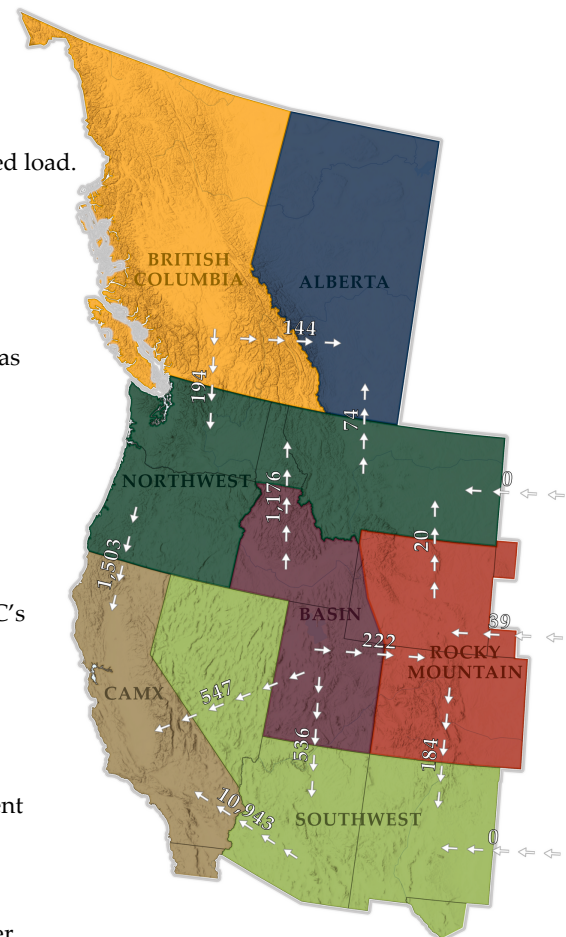 ed load.
BRITISH
COLUMBIA
ALBERTA
144
as
194
74
NORTHWEST
1,176
0
20
1,503
C's
BASIN
39
222
ROCKY
MOUNTAIN
CAMX
547
536
184
ent
10,943
SOUTHWEST
0
er